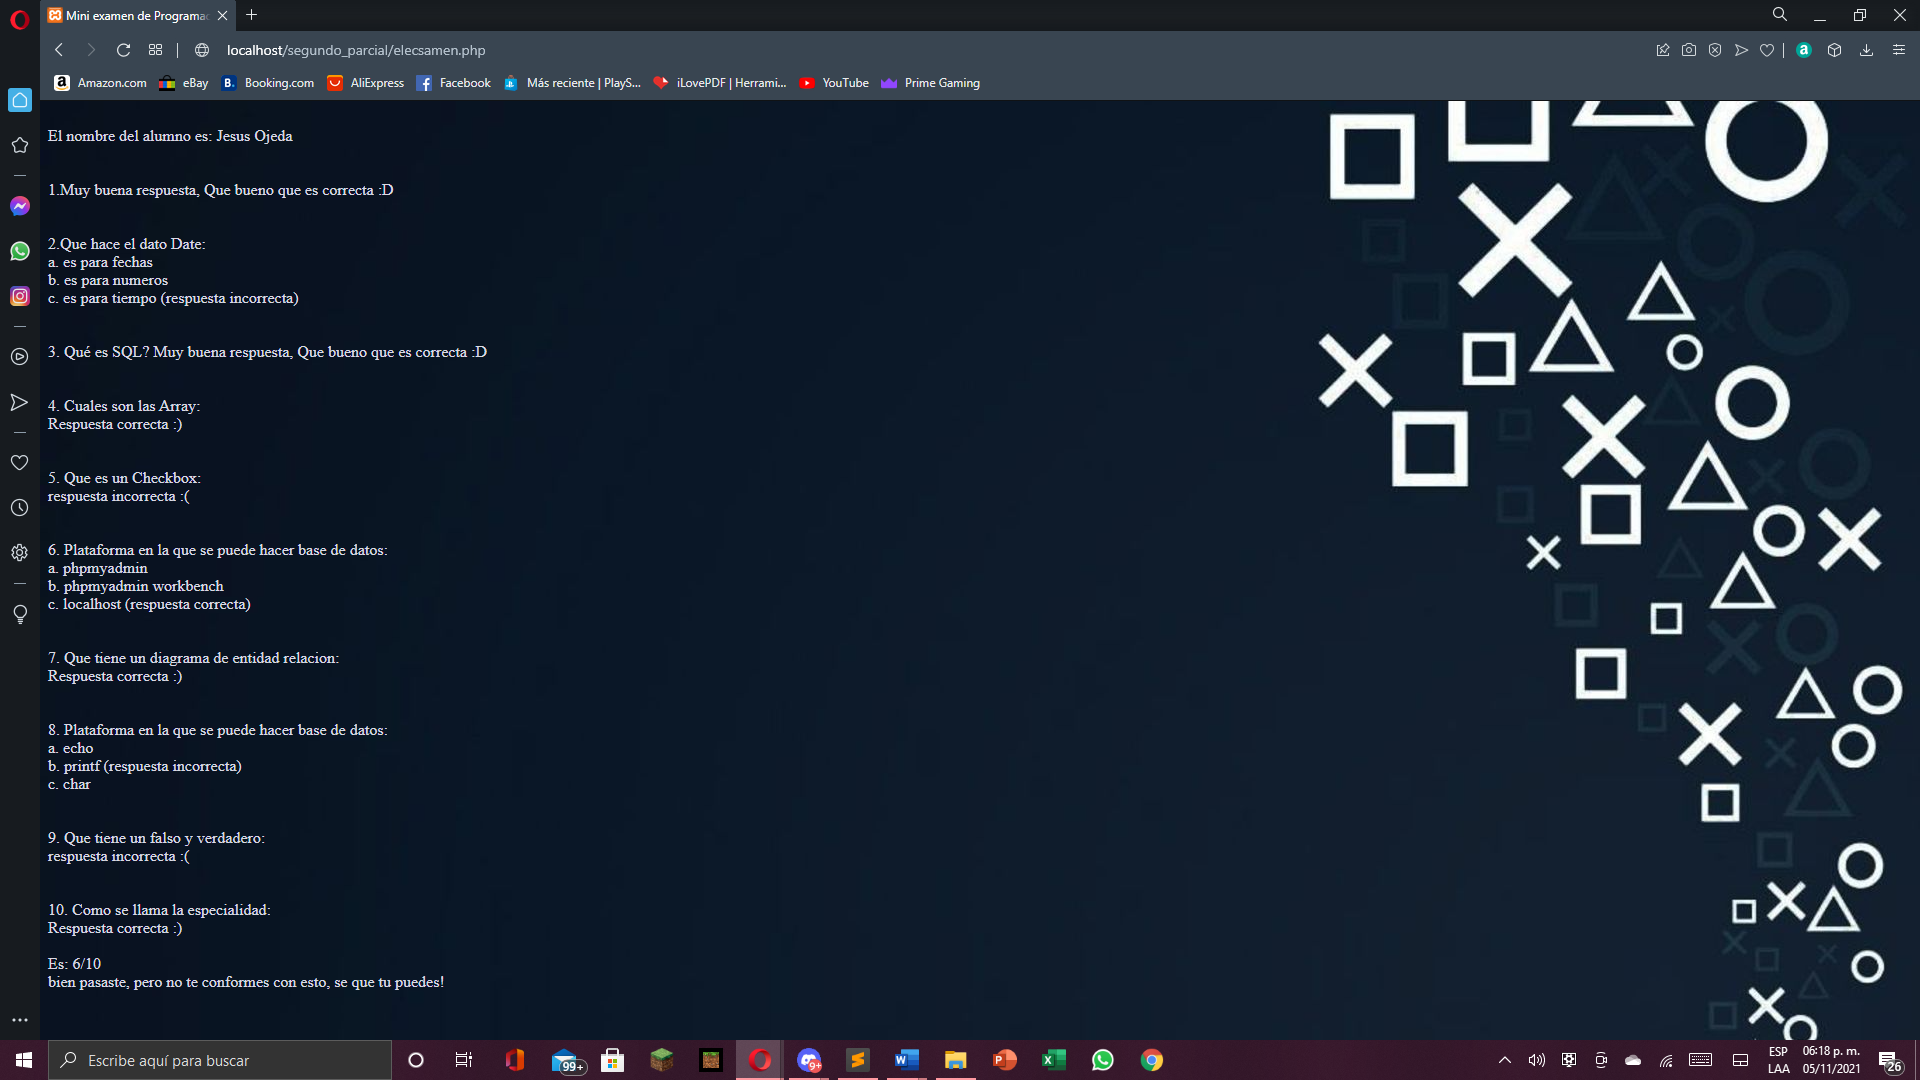 Mini examen de Programac
localhost/segundo_parcial/elecsamen.php
Amazon.com
eBay
B.
Booking.com
AliExpress
Facebook
Más reciente | PlayS...
iLovePDF | Herrami...
YouTube
Prime Gaming
El nombre del alumno es: Jesus Ojeda
1.Muy buena respuesta, Que bueno que es correcta :D
2.Que hace el dato Date:
a. es para fechas
b. es para numeros
c. es para tiempo (respuesta incorrecta)
3. Qué es SQL? Muy buena respuesta, Que bueno que es correcta :D
4. Cuales son las Array:
Respuesta correcta :)
5. Que es un Checkbox:
respuesta incorrecta :(
6. Plataforma en la que se puede hacer base de datos:
a. phpmyadmin
b. phpmyadmin workbench
c. localhost (respuesta correcta)
7. Que tiene un diagrama de entidad relacion:
Respuesta correcta :)
8. Plataforma en la que se puede hacer base de datos:
a. echo
b. printf (respuesta incorrecta)
c. char
9. Que tiene un falso y verdadero:
respuesta incorrecta :(
10. Como se llama la especialidad:
Respuesta correcta :)
Es: 6/10
bien pasaste, pero no te conformes con esto, se que tu puedes!
Escribe aquí para buscar
99+
9+
ESP
LAA
06:18 p. m.
05/11/2021
26